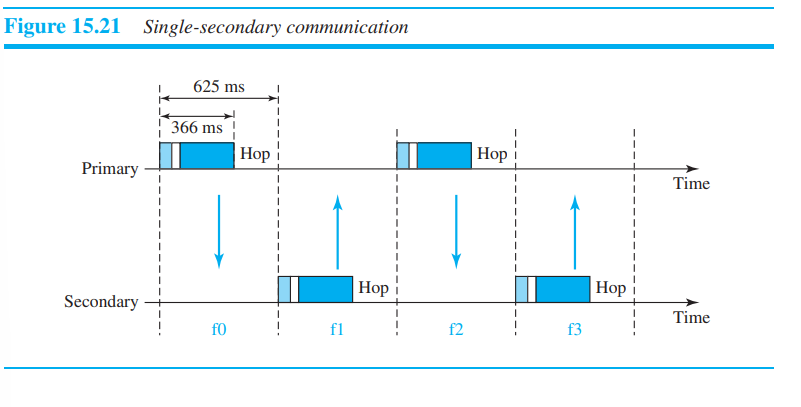 Figure 15.21 Single-secondary communication
625 ms
366 ms
Hop
Hop
Primary
Time
Hop
Hop
Secondary
Time
f0
f1
f2
f3